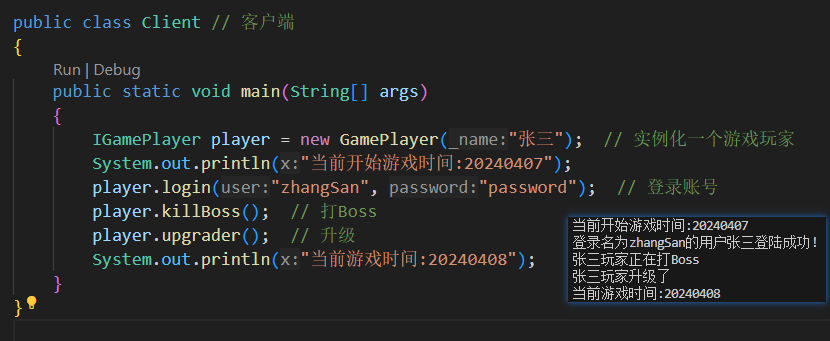 public class Client // 客户端
{
Run | Debug
public static void main(String[] args)
{
IGamePlayer player = new GamePlayer(_name:"张三");  // 实例化一个游戏玩家
System.out.println(x:"当前开始游戏时间:20240407");
player.login(user:"zhangSan", password:"password");  // 登录账号
player.killBoss();  // 打Boss
player.upgrader();  // 升级
System.out.println(x:"当前游戏时间:20240408");
}
}
当前开始游戏时间:20240407
登录名为zhangSan的用户张三登陆成功!
张三玩家正在打Boss
张三玩家升级了
当前游戏时间:20240408